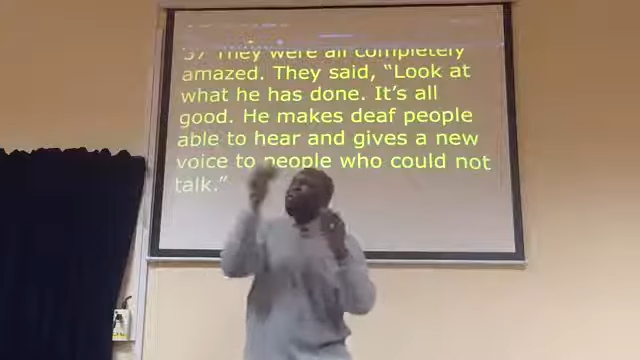 37 They were all completely
amazed. They said, “Look at
what he has done. It’s all
good. He makes deaf people
able to hear and gives a new
voice to people who could not
talk.”